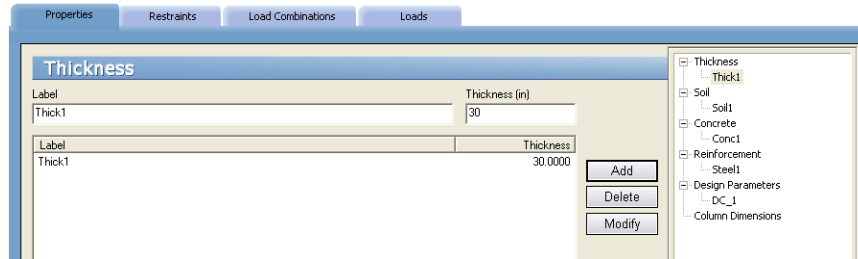 Properties Restraints Load Combinations Loads
Thickness
Label Thickness (in)
Thick1 30
Label Thickness
Thick1 30.0000
Add
Delete
Modify
Thickness
Thick1
Soil
Soil1
Concrete
Conc1
Reinforcement
Steel1
Design Parameters
DC_1
Column Dimensions